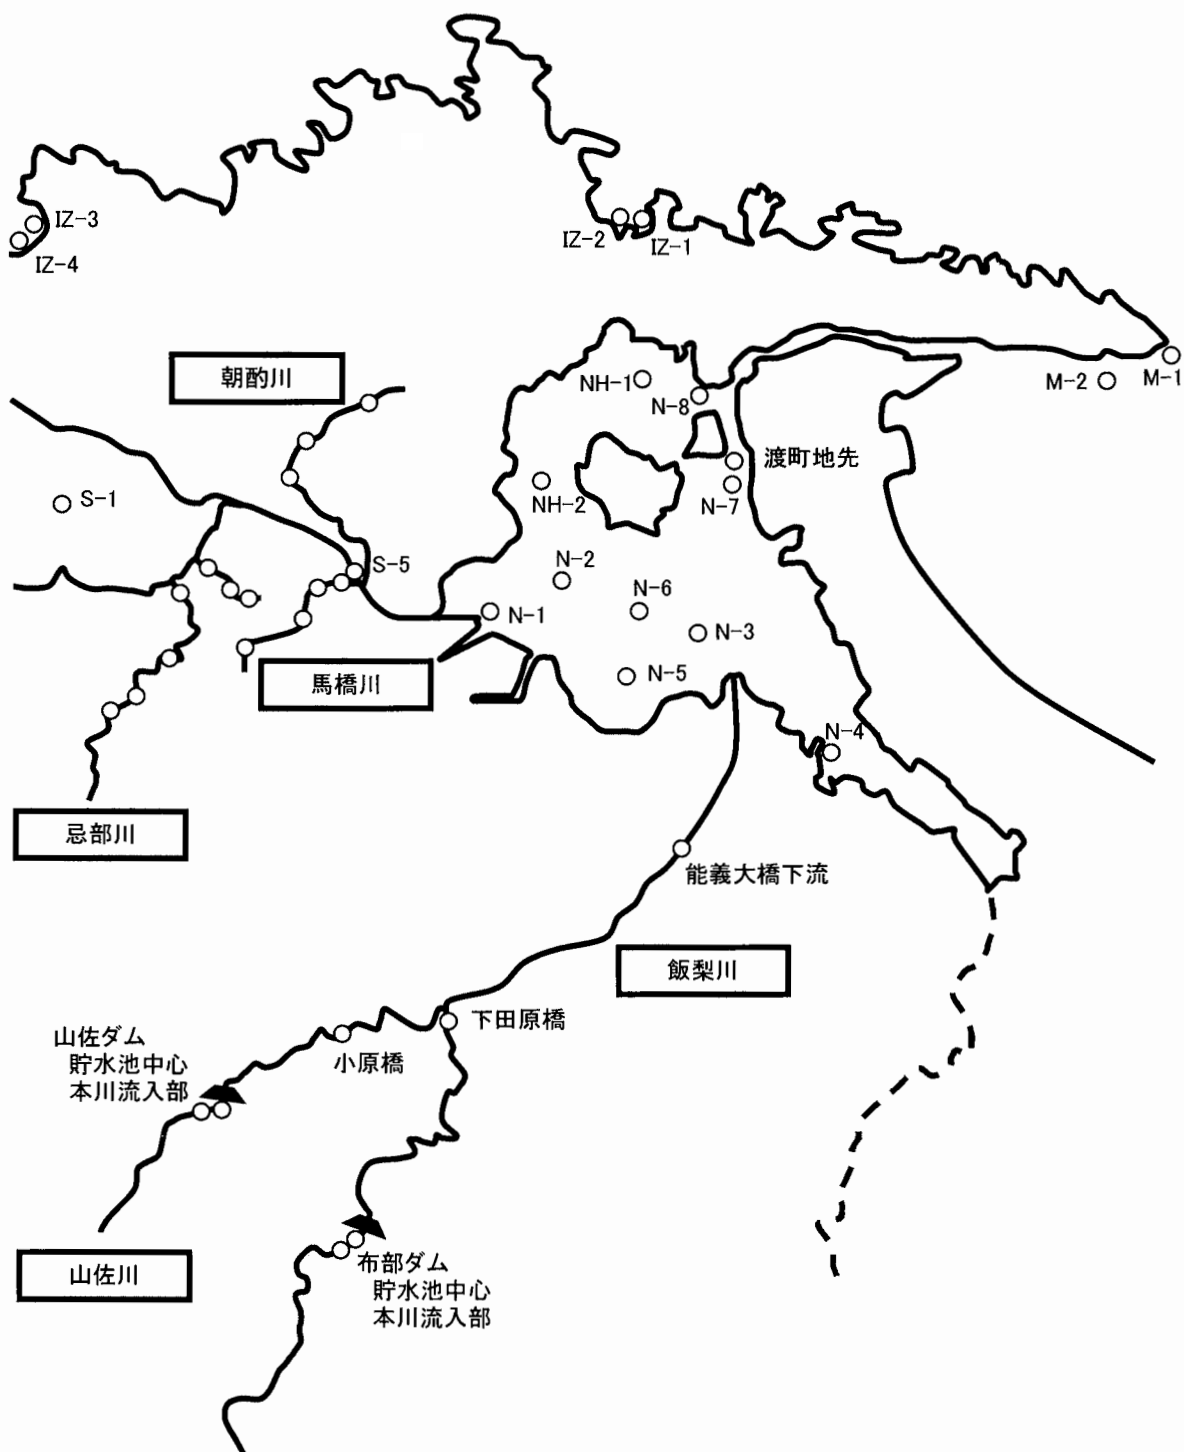 IZ-3
IZ-4
IZ-2
IZ-1
朝酌川
NH-1
N-8
M-2
M-1
渡町地先
S-1
NH-2
N-7
S-5
N-2
N-6
N-1
N-3
馬橋川
N-5
N-4
忌部川
能義大橋下流
飯梨川
下田原橋
山佐ダム
貯水池中心
本川流入部
小原橋
山佐川
布部ダム
貯水池中心
本川流入部